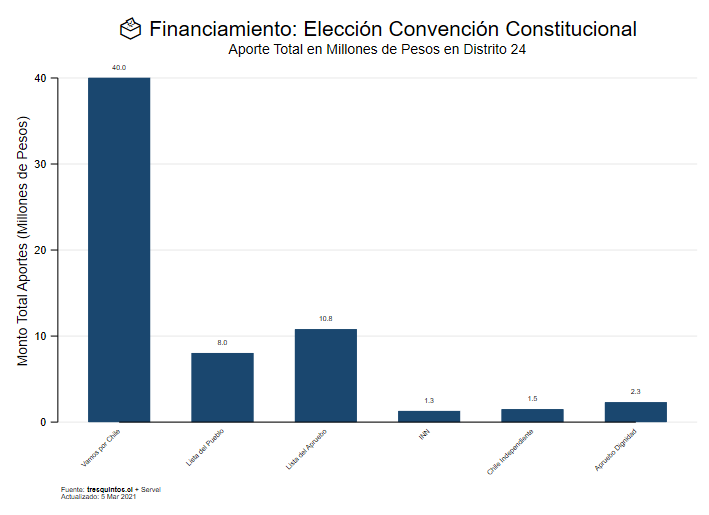 Financiamiento: Elección Convención Constitucional
Aporte Total en Millones de Pesos en Distrito 24
Monto Total Aportes (Millones de Pesos)
40
30
20
10
0
40.0
8.0
10.8
1.3
1.5
2.3
Vamos por Chile
Lista del Pueblo
Lista del Apruebo
INN
Chile Independiente
Apruebo Dignidad
Fuente: tresquintos.cl + Servel
Actualizado: 5 Mar 2021